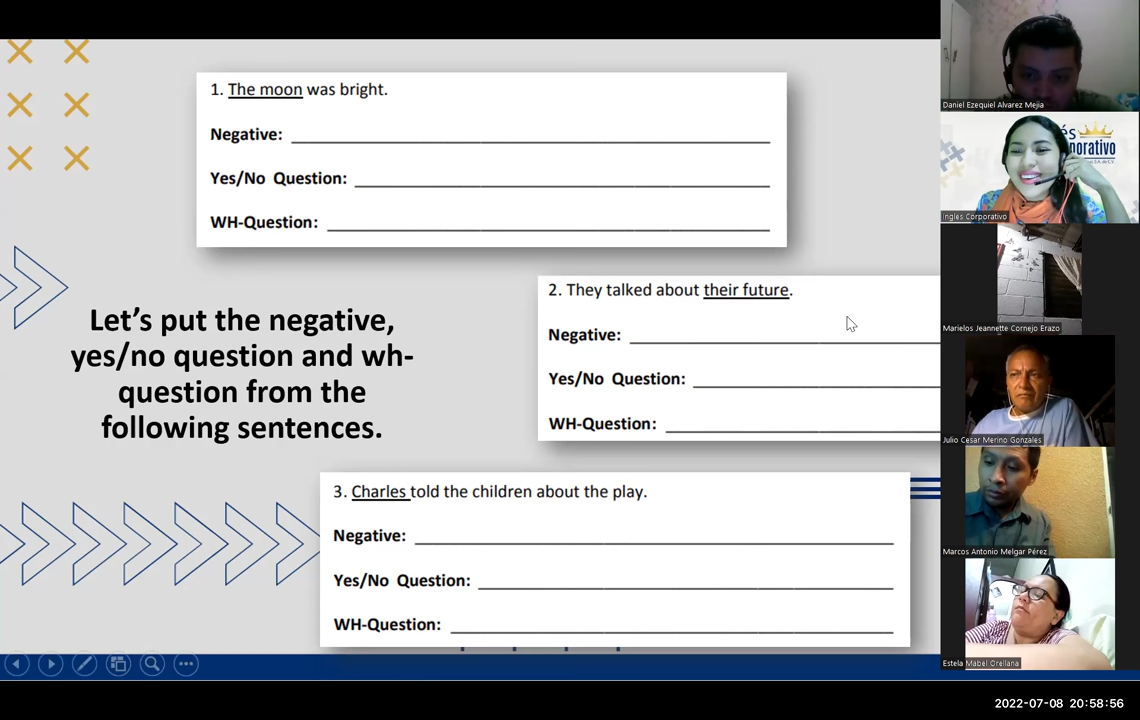 1. The moon was bright.
Negative:
Yes/No Question:
WH-Question:
2. They talked about their future.
Negative:
Yes/No Question:
WH-Question:
Let's put the negative,
yes/no question and wh-
question from the
following sentences.
3. Charles told the children about the play.
Negative:
Yes/No Question:
WH-Question:
Daniel Ezequiel Alvarez Mejia
Ingles Corporativo
Marielos Jeannette Cornejo Erazo
Julio Cesar Merino Gonzales
Marcos Antonio Melgar Pérez
Estela Mabel Orellana
2022-07-08 20:58:56